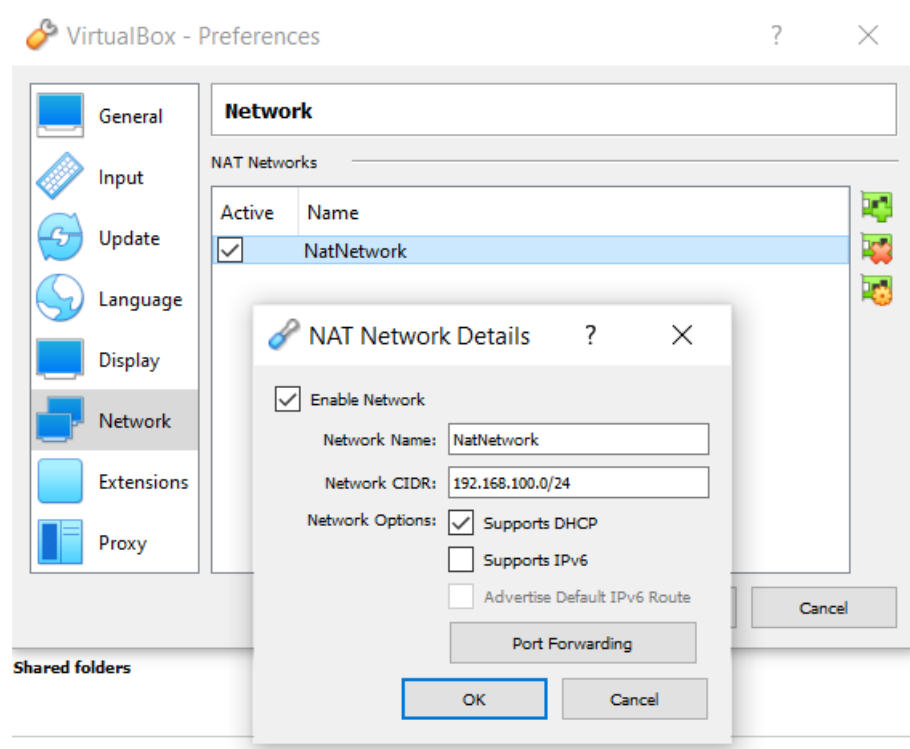 VirtualBox - Preferences ?
General
Input
Update
Language
Display
Network
Extensions
Proxy
Network
NAT Networks
Active Name
NatNetwork
NAT Network Details ?
Enable Network
Network Name: NatNetwork
Network CIDR: 192.168.100.0/24
Network Options: Supports DHCP
Supports IPv6
Advertise Default IPv6 Route
Port Forwarding
OK Cancel
Cancel
Shared folders